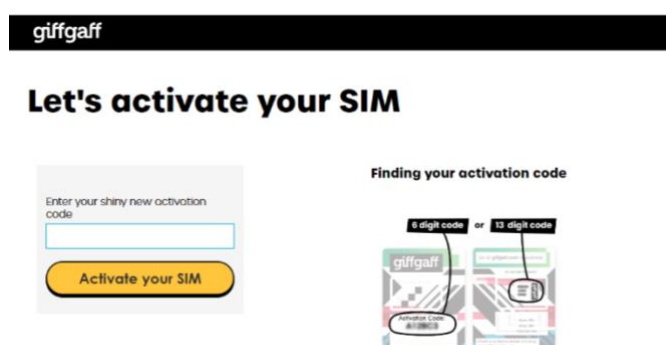 giffgaff
Let's activate your SIM
Enter your shiny new activation
code
Activate your SIM
Finding your activation code
6 digit code or 13 digit code
giffgaff
Activation Code